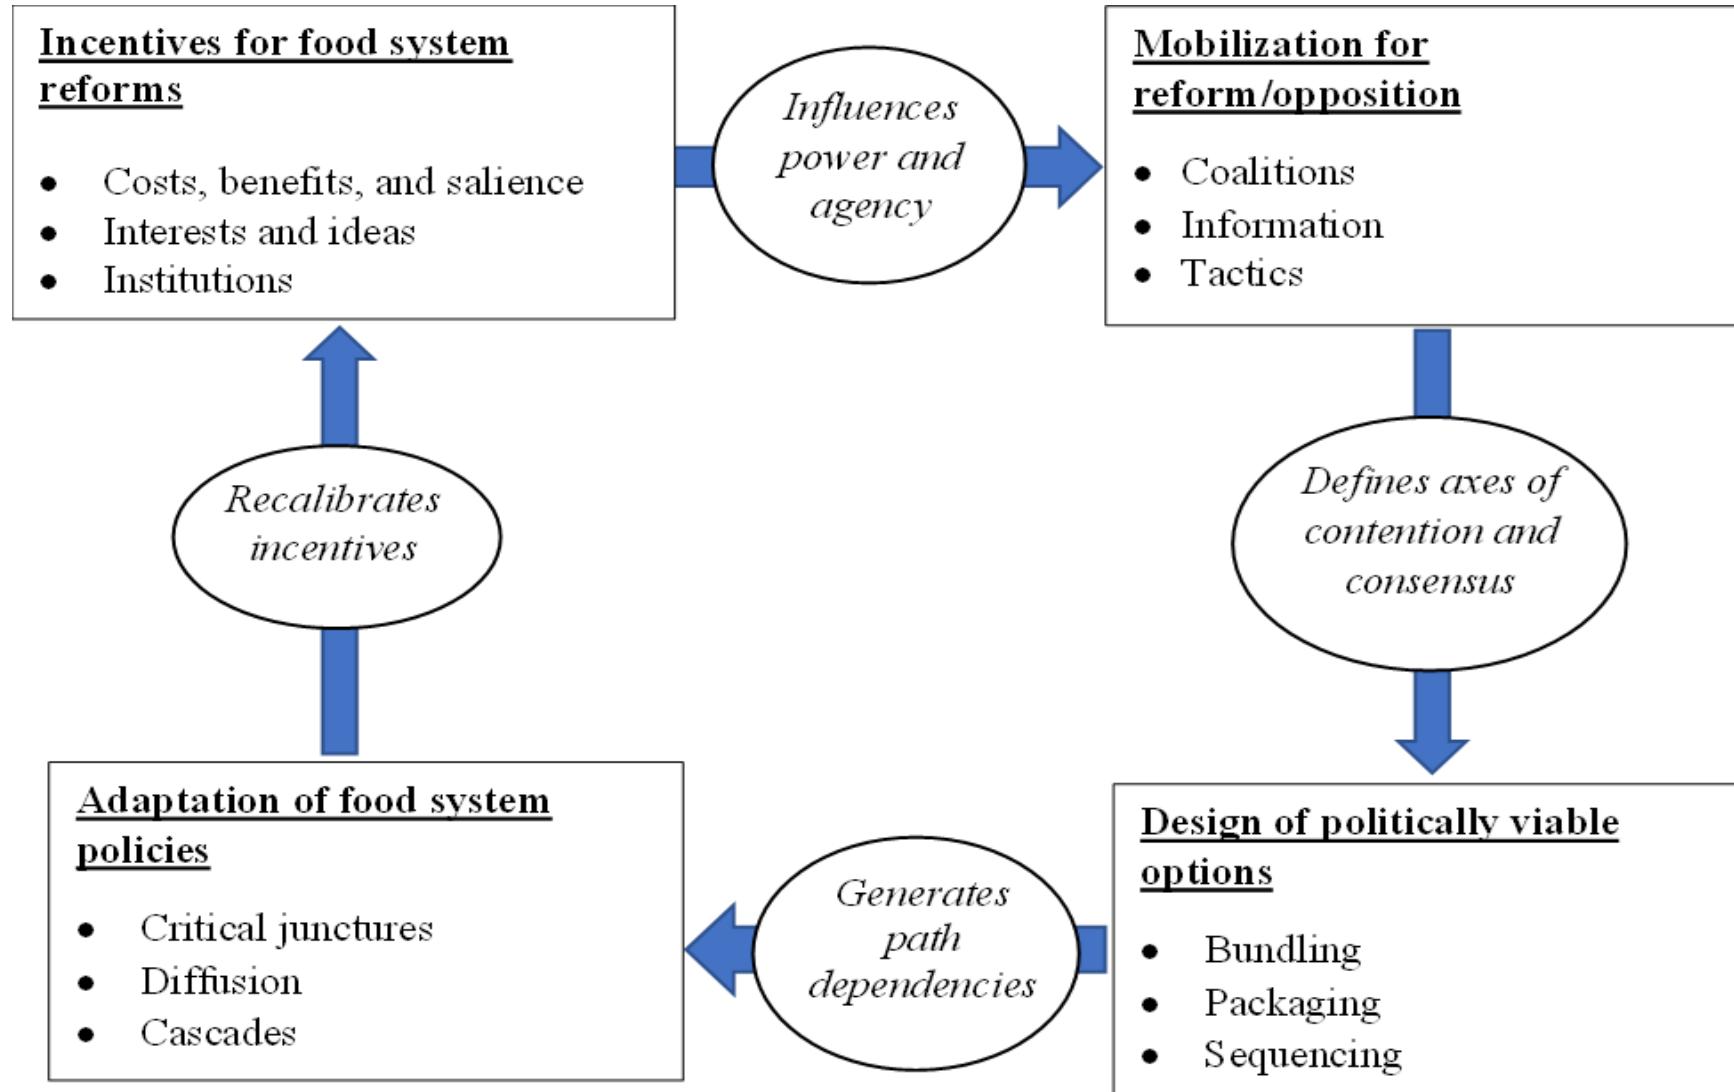 Incentives for food system
reforms
● Costs, benefits, and salience
● Interests and ideas
● Institutions
Influences
power and
agency
Mobilization for
reform/opposition
● Coalitions
● Information
● Tactics
Defines axes of
contention and
consensus
Design of politically viable
options
● Bundling
● Packaging
● Sequencing
Generates
path
dependencies
Adaptation of food system
policies
● Critical junctures
● Diffusion
● Cascades
Recalibrates
incentives